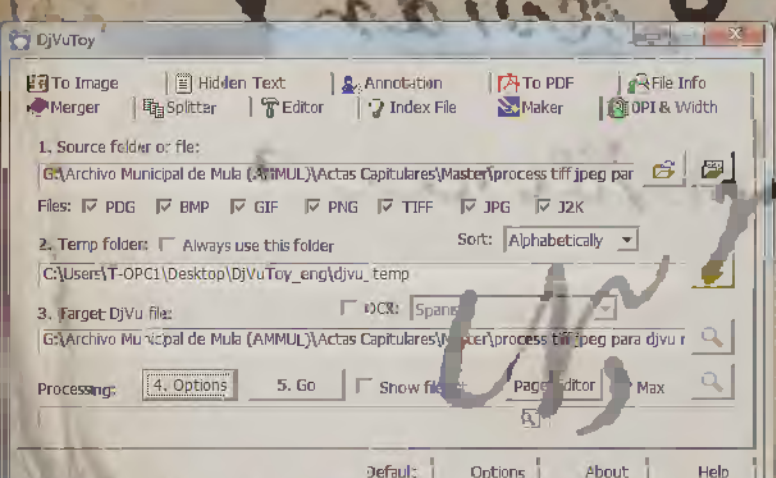 DjVuToy
To Image Hidden Text Annotation To PDF File Info
Merger Splitter Editor Index File Maker DPI & Width
1. Source folder or file:
G:\Archivo Municipal de Mula (AMMUL)\Actas Capitulares\Master\process tiff jpeg par
Files: PDG BMP GIF PNG TIFF JPG J2K
2. Temp folder: Always use this folder Sort: Alphabetically
C:\Users\T-OPC1\Desktop\DjVuToy_eng\djvu_temp
3. Target DjVu file: OCR:
G:\Archivo Municipal de Mula (AMMUL)\Actas Capitulares\Master\process tiff jpeg para djvu r
Processing: 4. Options 5. Go Show Page Editor Max
Default Options About Help